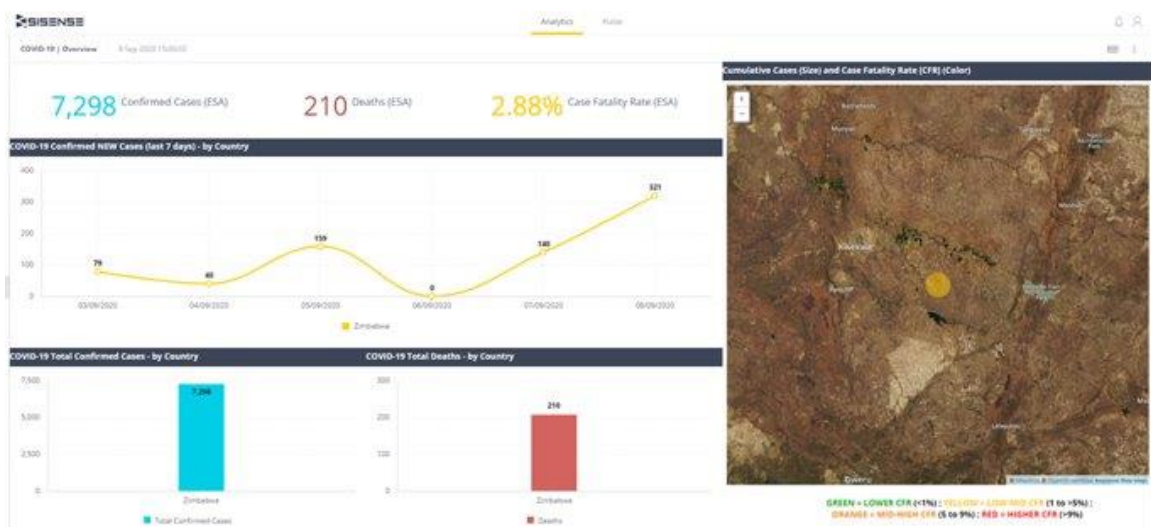 SISENSE
Analytics Pulse
COVID-19 | Overview
7,298 Confirmed Cases (ESA) 210 Deaths (ESA) 2.88% Case Fatality Rate (ESA)
Cumulative Cases (Size) and Case Fatality Rate [CFR] (Color)
COVID-19 Confirmed NEW Cases (last 7 days) - by Country
400
300
200
100
0
79
159
0
140
321
03/09/2020 04/09/2020 05/09/2020 06/09/2020 07/09/2020 08/09/2020
Zimbabwe
COVID-19 Total Confirmed Cases - by Country
7,500
5,000
2,500
0
7,298
Zimbabwe
Total Confirmed Cases
COVID-19 Total Deaths - by Country
300
200
100
0
210
Zimbabwe
Deaths
+
-
Gweru
GREEN = LOWER CFR (<1%) ; YELLOW = LOW-MID CFR (1 to >5%) ;
ORANGE = MID-HIGH CFR (5 to 9%) ; RED = HIGHER CFR (>9%)